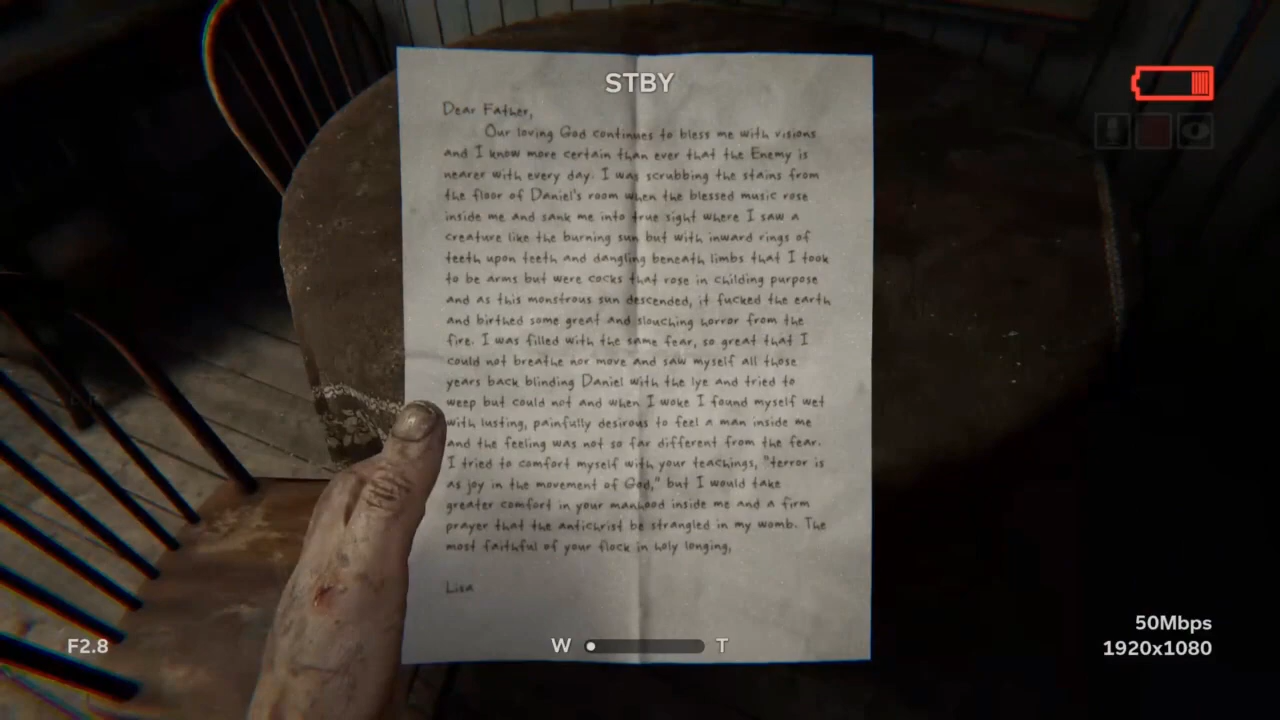 STBY
Dear Father,
Our loving God continues to bless me with visions
and I know more certain than ever that the Enemy is
nearer with every day. I was scrubbing the stains from
the floor of Daniel's room when the blessed music rose
inside me and sank me into true sight where I saw a
creature like the burning sun but with inward rings of
teeth upon teeth and dangling beneath limbs that I took
to be arms but were cocks that rose in childing purpose
and as this monstrous sun descended, it fucked the earth
and birthed some great and slouching horror from the
fire. I was filled with the same fear, so great that I
could not breathe nor move and saw myself all those
years back blinding Daniel with the lye and tried to
weep but could not and when I woke I found myself wet
with lusting, painfully desirous to feel a man inside me
and the feeling was not so far different from the fear.
I tried to comfort myself with your teachings, "terror is
as joy in the movement of God," but I would take
greater comfort in your manhood inside me and a firm
prayer that the antichrist be strangled in my womb. The
most faithful of your flock in holy longing,
Lisa
F2.8
W T
50Mbps
1920x1080